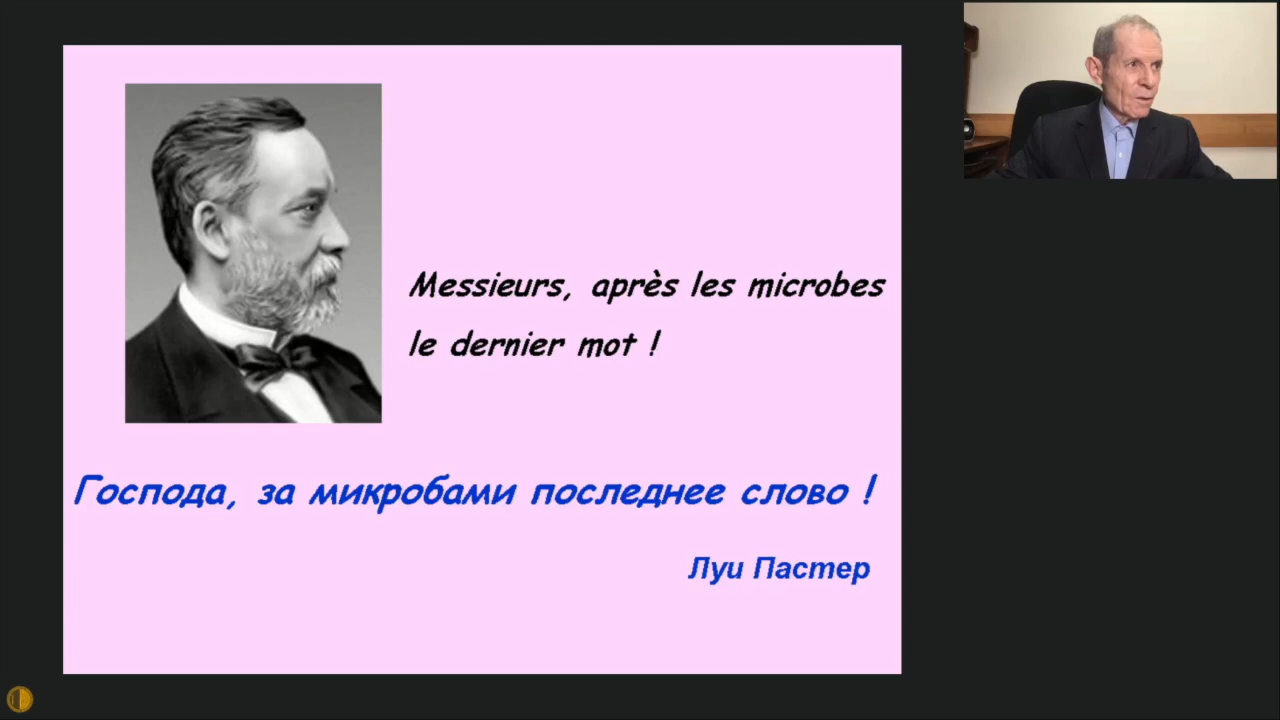 Messieurs, après les microbes
le dernier mot !
Господа, за микробами последнее слово !
Луи Пастер